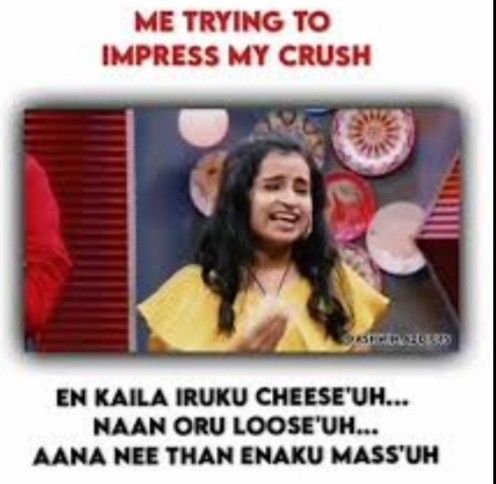 ME TRYING TO
IMPRESS MY CRUSH
EN KAILA IRUKU CHEESE'UH...
NAAN ORU LOOSE'UH...
AANA NEE THAN ENAKU MASS'UH